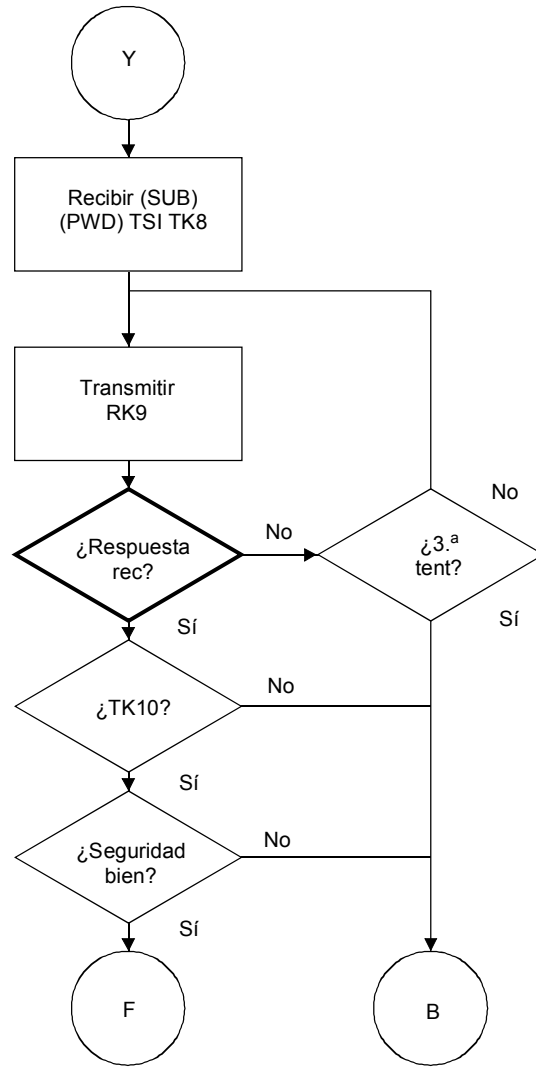 Y
Recibir (SUB)
(PWD) TSI TK8
Transmitir
RK9
¿Respuesta
rec?
No
¿3.ª
tent?
No
Sí
Sí
¿TK10?
No
Sí
¿Seguridad
bien?
No
Sí
F
B